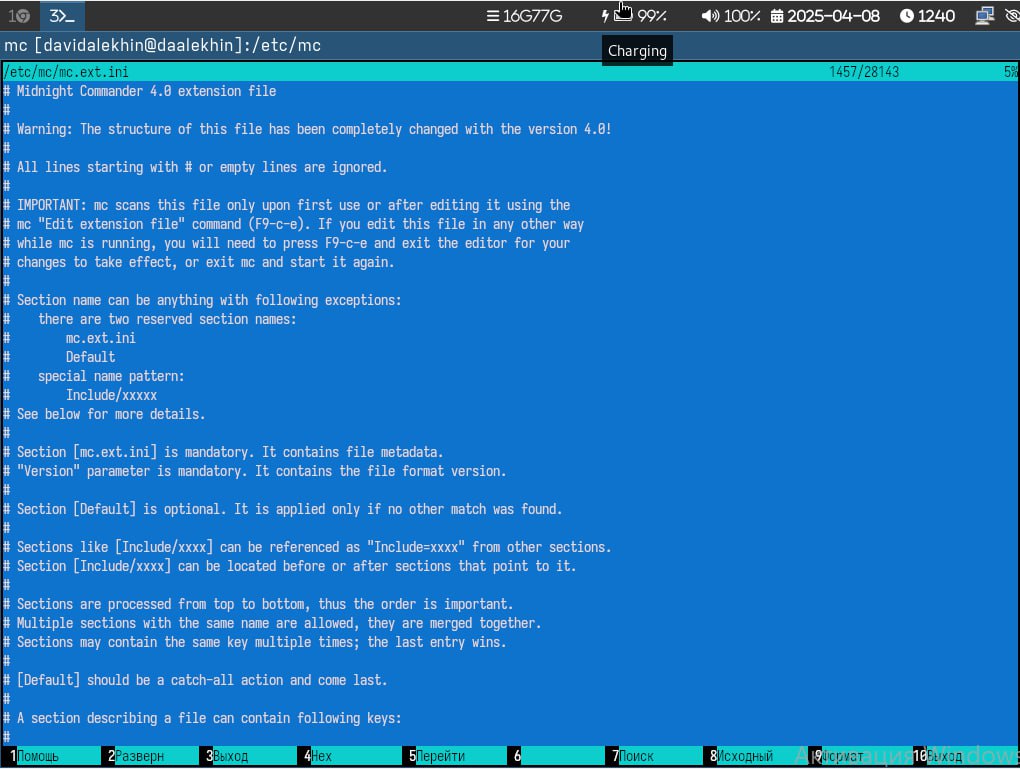 1 3 16G77G 99% 100% 2025-04-08 1240
mc [davidalekhin@daalekhin]:/etc/mc
Charging
/etc/mc/mc.ext.ini 1457/28143 5%
# Midnight Commander 4.0 extension file
#
# Warning: The structure of this file has been completely changed with the version 4.0!
#
# All lines starting with # or empty lines are ignored.
#
# IMPORTANT: mc scans this file only upon first use or after editing it using the
# mc "Edit extension file" command (F9-c-e). If you edit this file in any other way
# while mc is running, you will need to press F9-c-e and exit the editor for your
# changes to take effect, or exit mc and start it again.
#
# Section name can be anything with following exceptions:
#    there are two reserved section names:
#        mc.ext.ini
#        Default
#    special name pattern:
#        Include/xxxxx
# See below for more details.
#
# Section [mc.ext.ini] is mandatory. It contains file metadata.
# "Version" parameter is mandatory. It contains the file format version.
#
# Section [Default] is optional. It is applied only if no other match was found.
#
# Sections like [Include/xxxx] can be referenced as "Include=xxxx" from other sections.
# Section [Include/xxxx] can be located before or after sections that point to it.
#
# Sections are processed from top to bottom, thus the order is important.
# Multiple sections with the same name are allowed, they are merged together.
# Sections may contain the same key multiple times; the last entry wins.
#
# [Default] should be a catch-all action and come last.
#
# A section describing a file can contain following keys:
#
1Помощь 2Разверн 3Выход 4Hex 5Перейти 6 7Поиск 8Исходный 9Формат 10Выход
Активация Windows